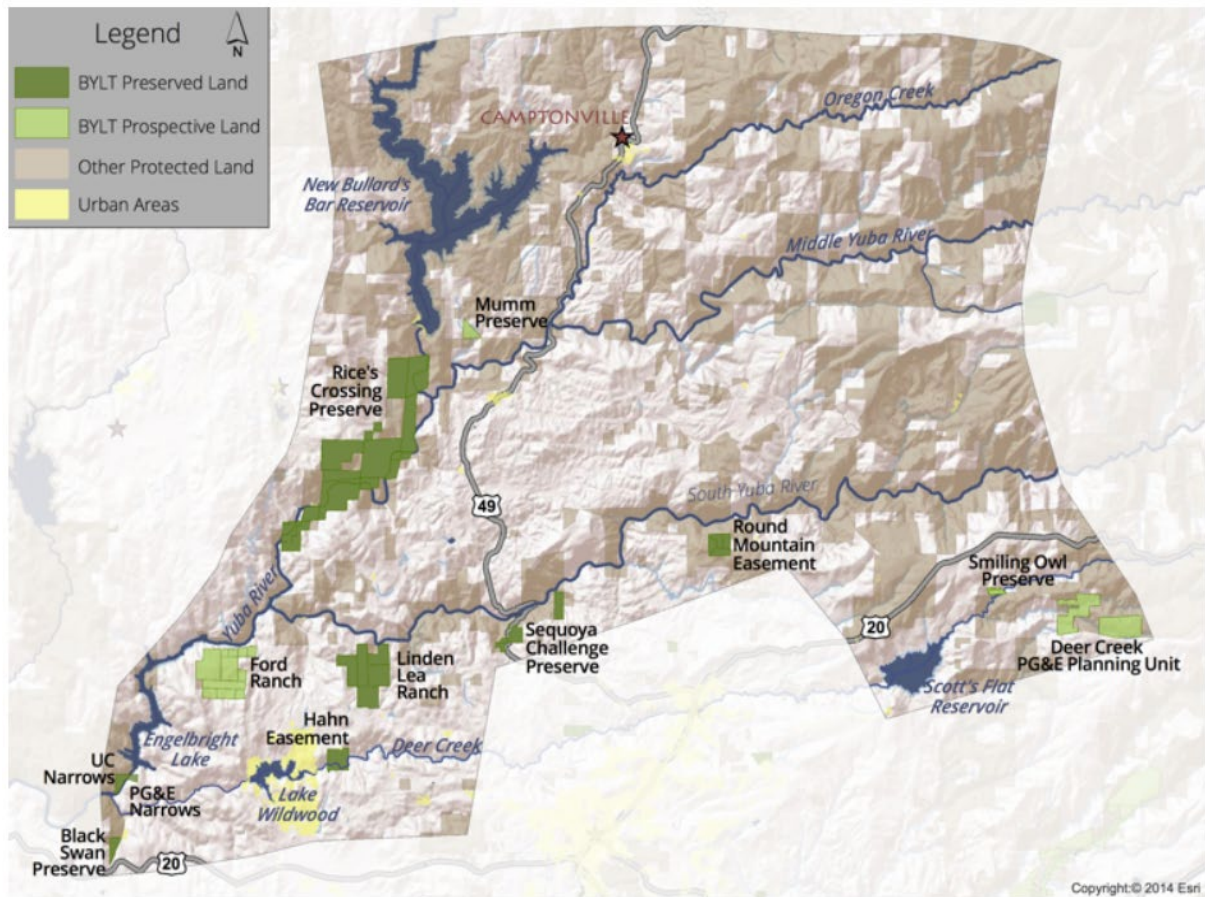 Legend
N
BYLT Preserved Land
BYLT Prospective Land
Other Protected Land
Urban Areas
CAMPTONVILLE
Oregon Creek
New Bullard's
Bar Reservoir
Middle Yuba River
Mumm
Preserve
Rice's
Crossing
Preserve
49
South Yuba River
Round
Mountain
Easement
Smiling Owl
Preserve
20
Yuba River
Sequoya
Challenge
Preserve
Deer Creek
PG&E Planning Unit
Ford
Ranch
Linden
Lea
Ranch
Scott's Flat
Reservoir
Hahn
Easement
Engelbright
Lake
Deer Creek
UC
Narrows
PG&E
Narrows
Lake
Wildwood
Black
Swan
Preserve
20
Copyright:© 2014 Esri